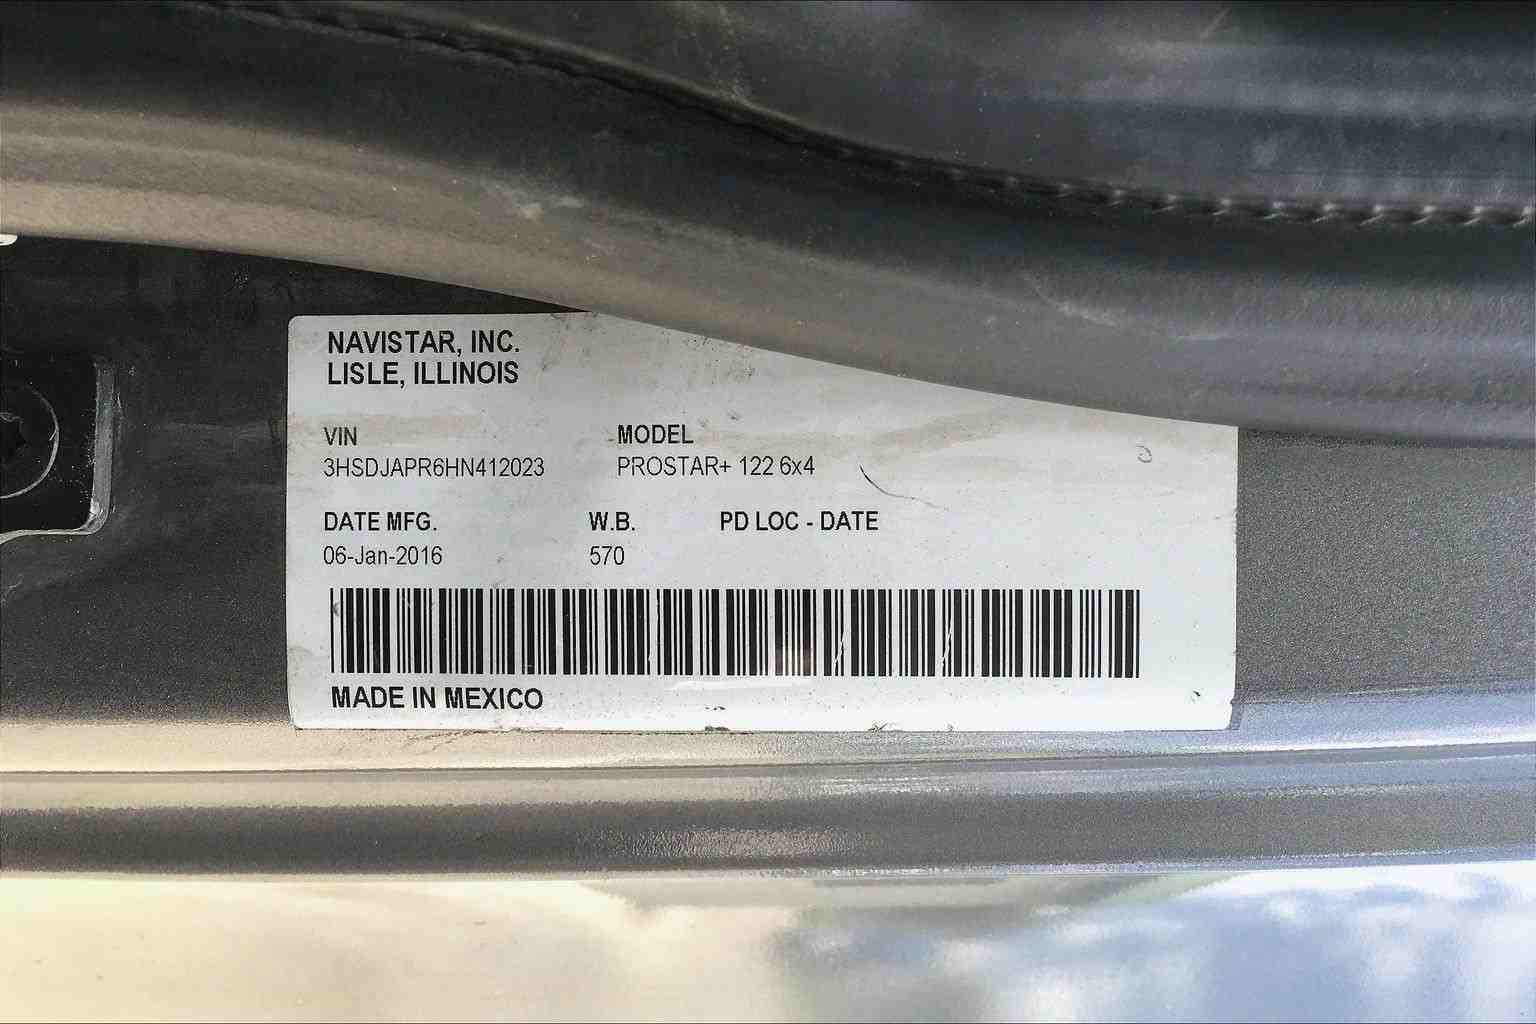 NAVISTAR, INC.
LISLE, ILLINOIS
VIN MODEL
3HSDJAPR6HN412023 PROSTAR+ 122 6x4
DATE MFG. W.B. PD LOC - DATE
06-Jan-2016 570
MADE IN MEXICO